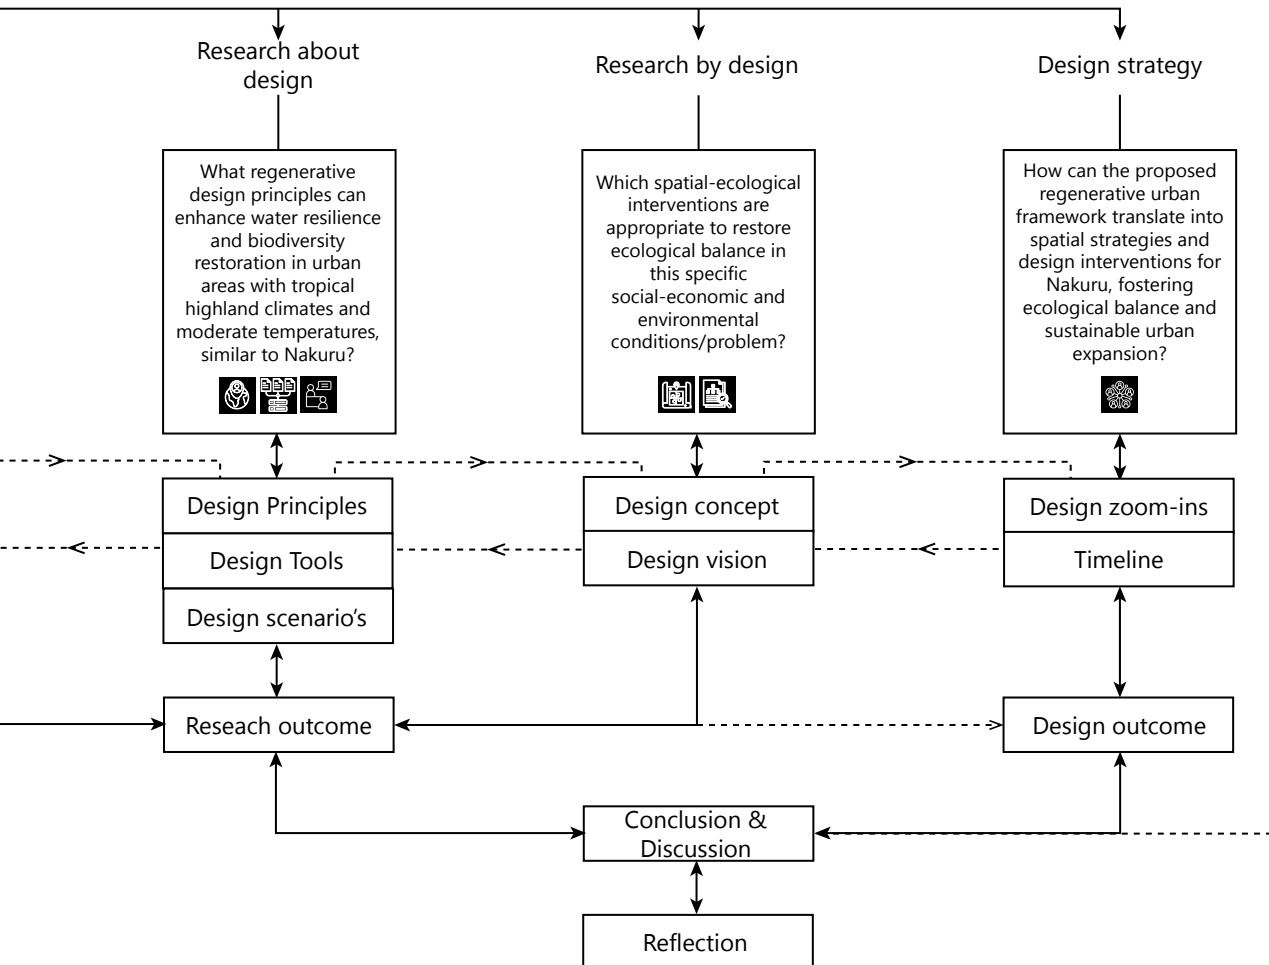 Research about
design
Research by design
Design strategy
What regenerative
design principles can
enhance water resilience
and biodiversity
restoration in urban
areas with tropical
highland climates and
moderate temperatures,
similar to Nakuru?
Which spatial-ecological
interventions are
appropriate to restore
ecological balance in
this specific
social-economic and
environmental
conditions/problem?
How can the proposed
regenerative urban
framework translate into
spatial strategies and
design interventions for
Nakuru, fostering
ecological balance and
sustainable urban
expansion?
Design Principles
Design Tools
Design scenario's
Design concept
Design vision
Design zoom-ins
Timeline
Reseach outcome
Design outcome
Conclusion &
Discussion
Reflection